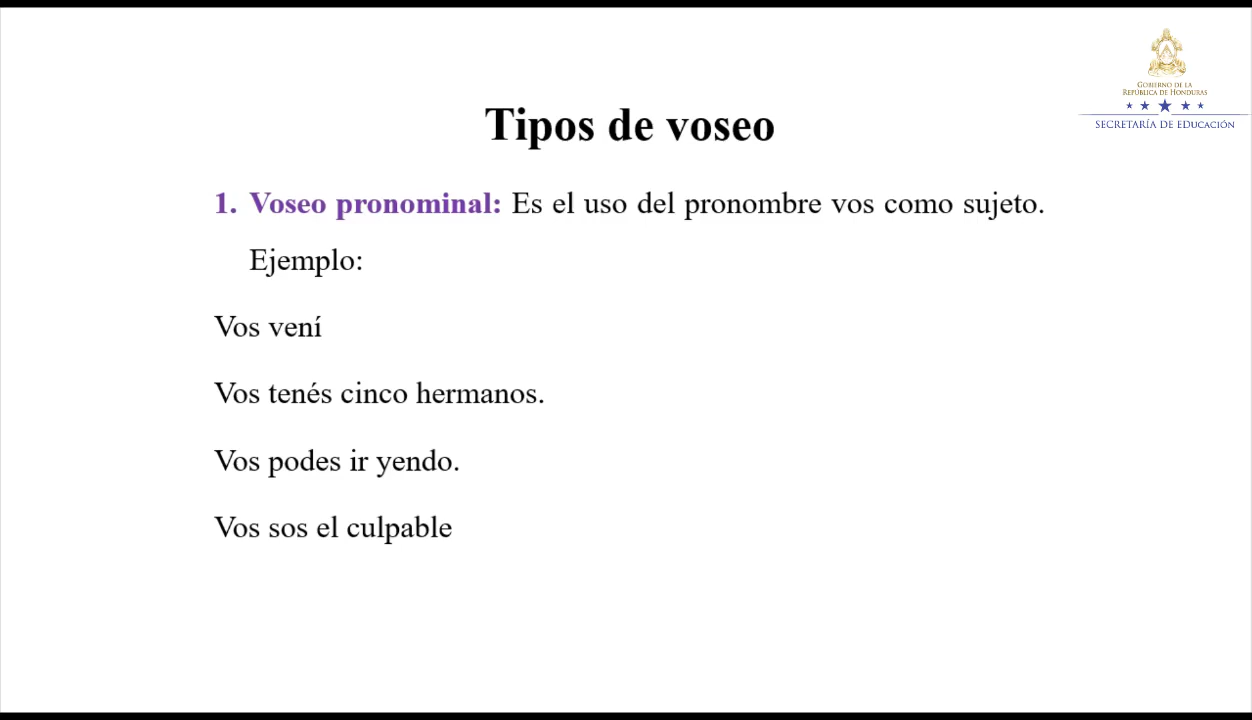 GOBIERNO DE LA
REPÚBLICA DE HONDURAS
SECRETARÍA DE EDUCACIÓN
Tipos de voseo
1. Voseo pronominal: Es el uso del pronombre vos como sujeto.
Ejemplo:
Vos vení
Vos tenés cinco hermanos.
Vos podes ir yendo.
Vos sos el culpable